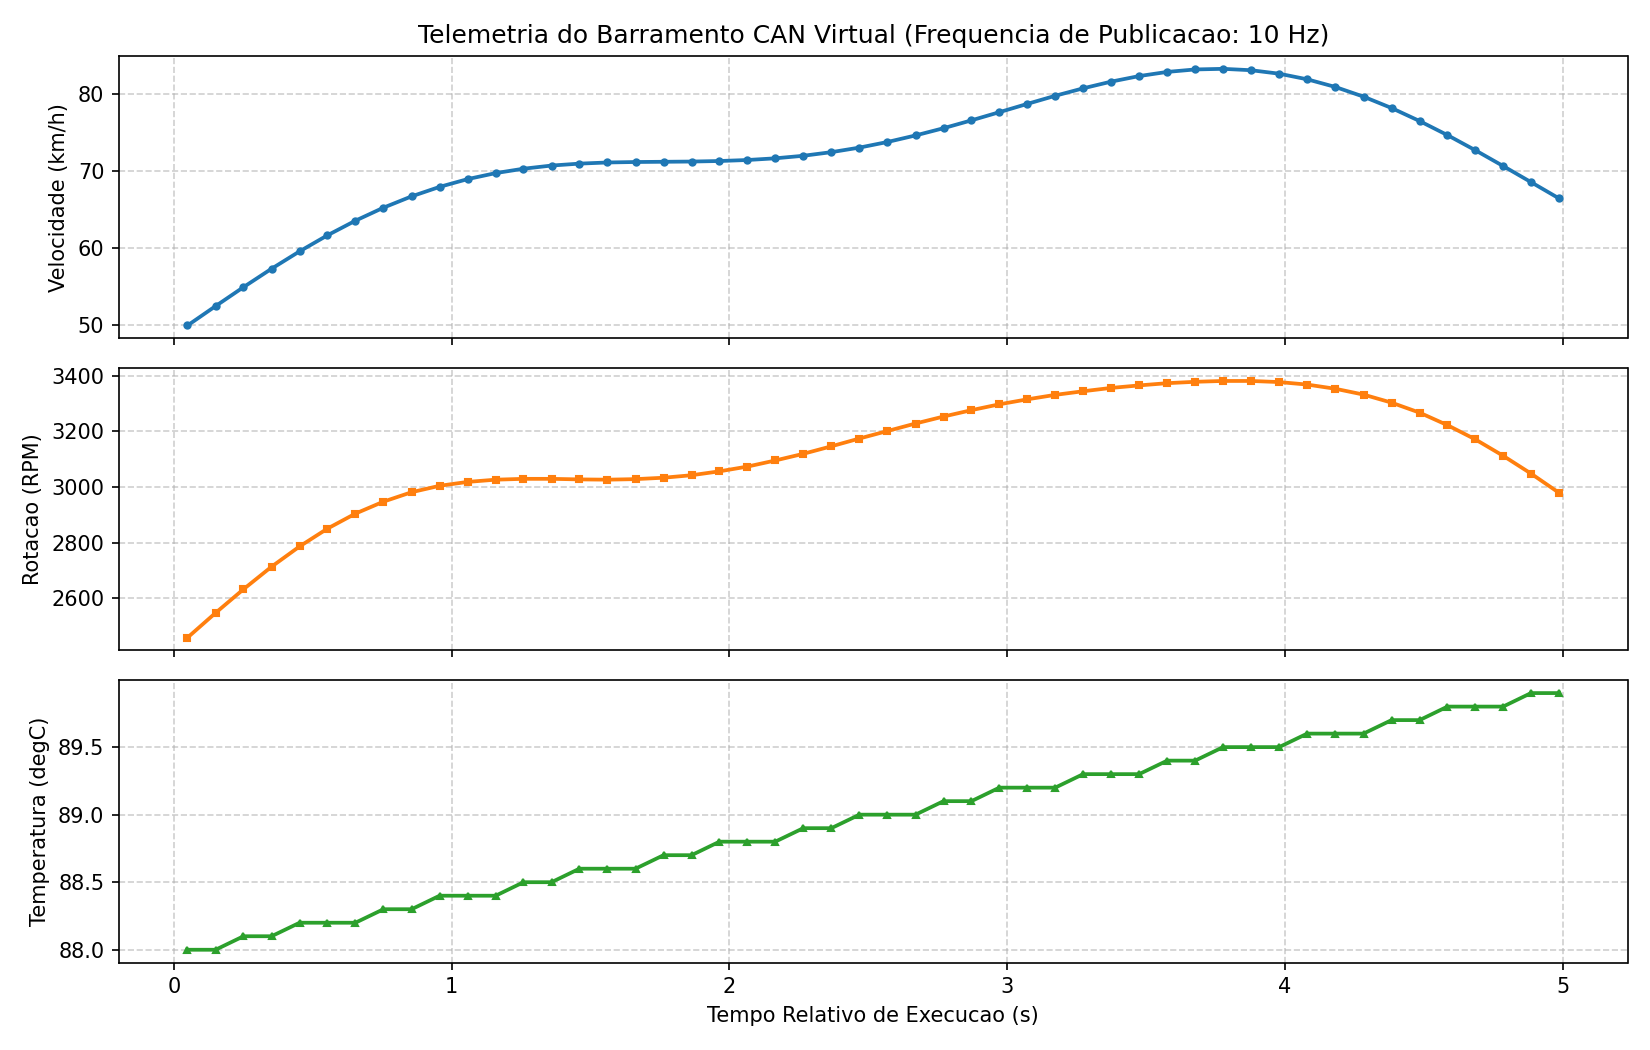 Telemetria do Barramento CAN Virtual (Frequencia de Publicacao: 10 Hz)
Velocidade (km/h)
80
70
60
50
Rotacao (RPM)
3400
3200
3000
2800
2600
Temperatura (degC)
89.5
89.0
88.5
88.0
0 1 2 3 4 5
Tempo Relativo de Execucao (s)